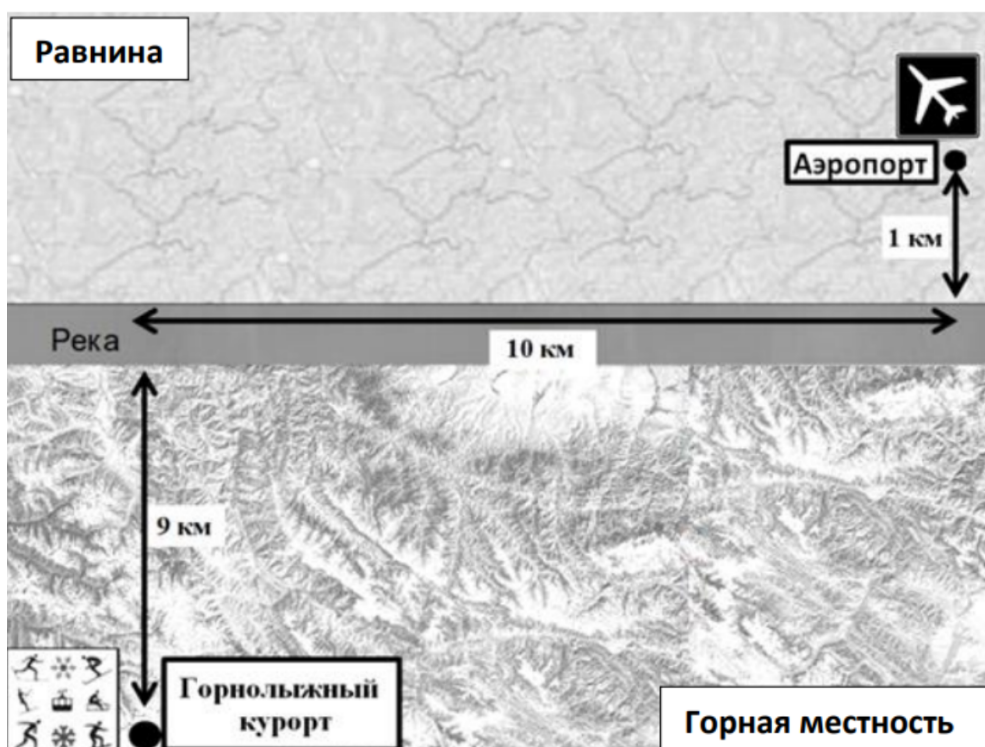 Равнина
Аэропорт
1 км
Река
10 км
9 км
Горнолыжный
курорт
Горная местность